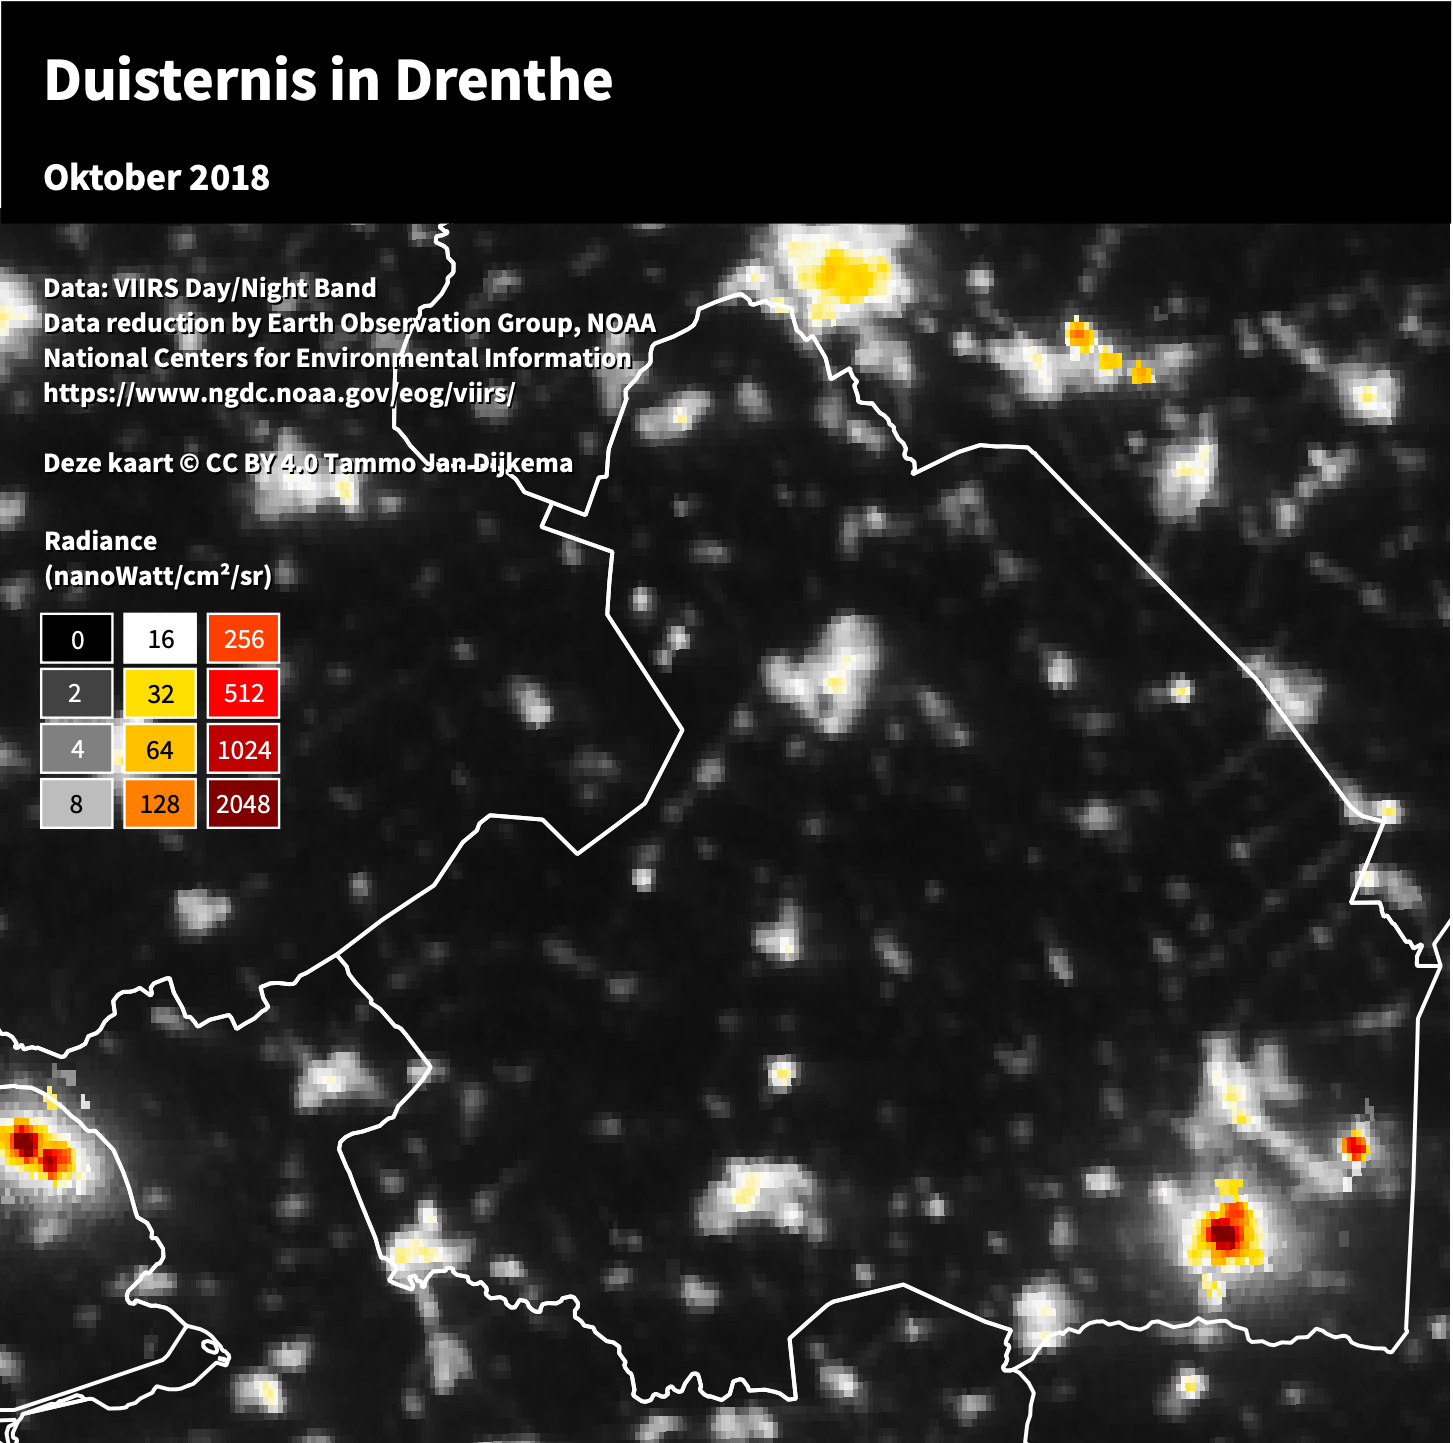 Duisternis in Drenthe
Oktober 2018
Data: VIIRS Day/Night Band
Data reduction by Earth Observation Group, NOAA
National Centers for Environmental Information
https://www.ngdc.noaa.gov/eog/viirs/
Deze kaart © CC BY 4.0 Tammo Jan Dijkema
Radiance
(nanoWatt/cm²/sr)
0 16 256
2 32 512
4 64 1024
8 128 2048